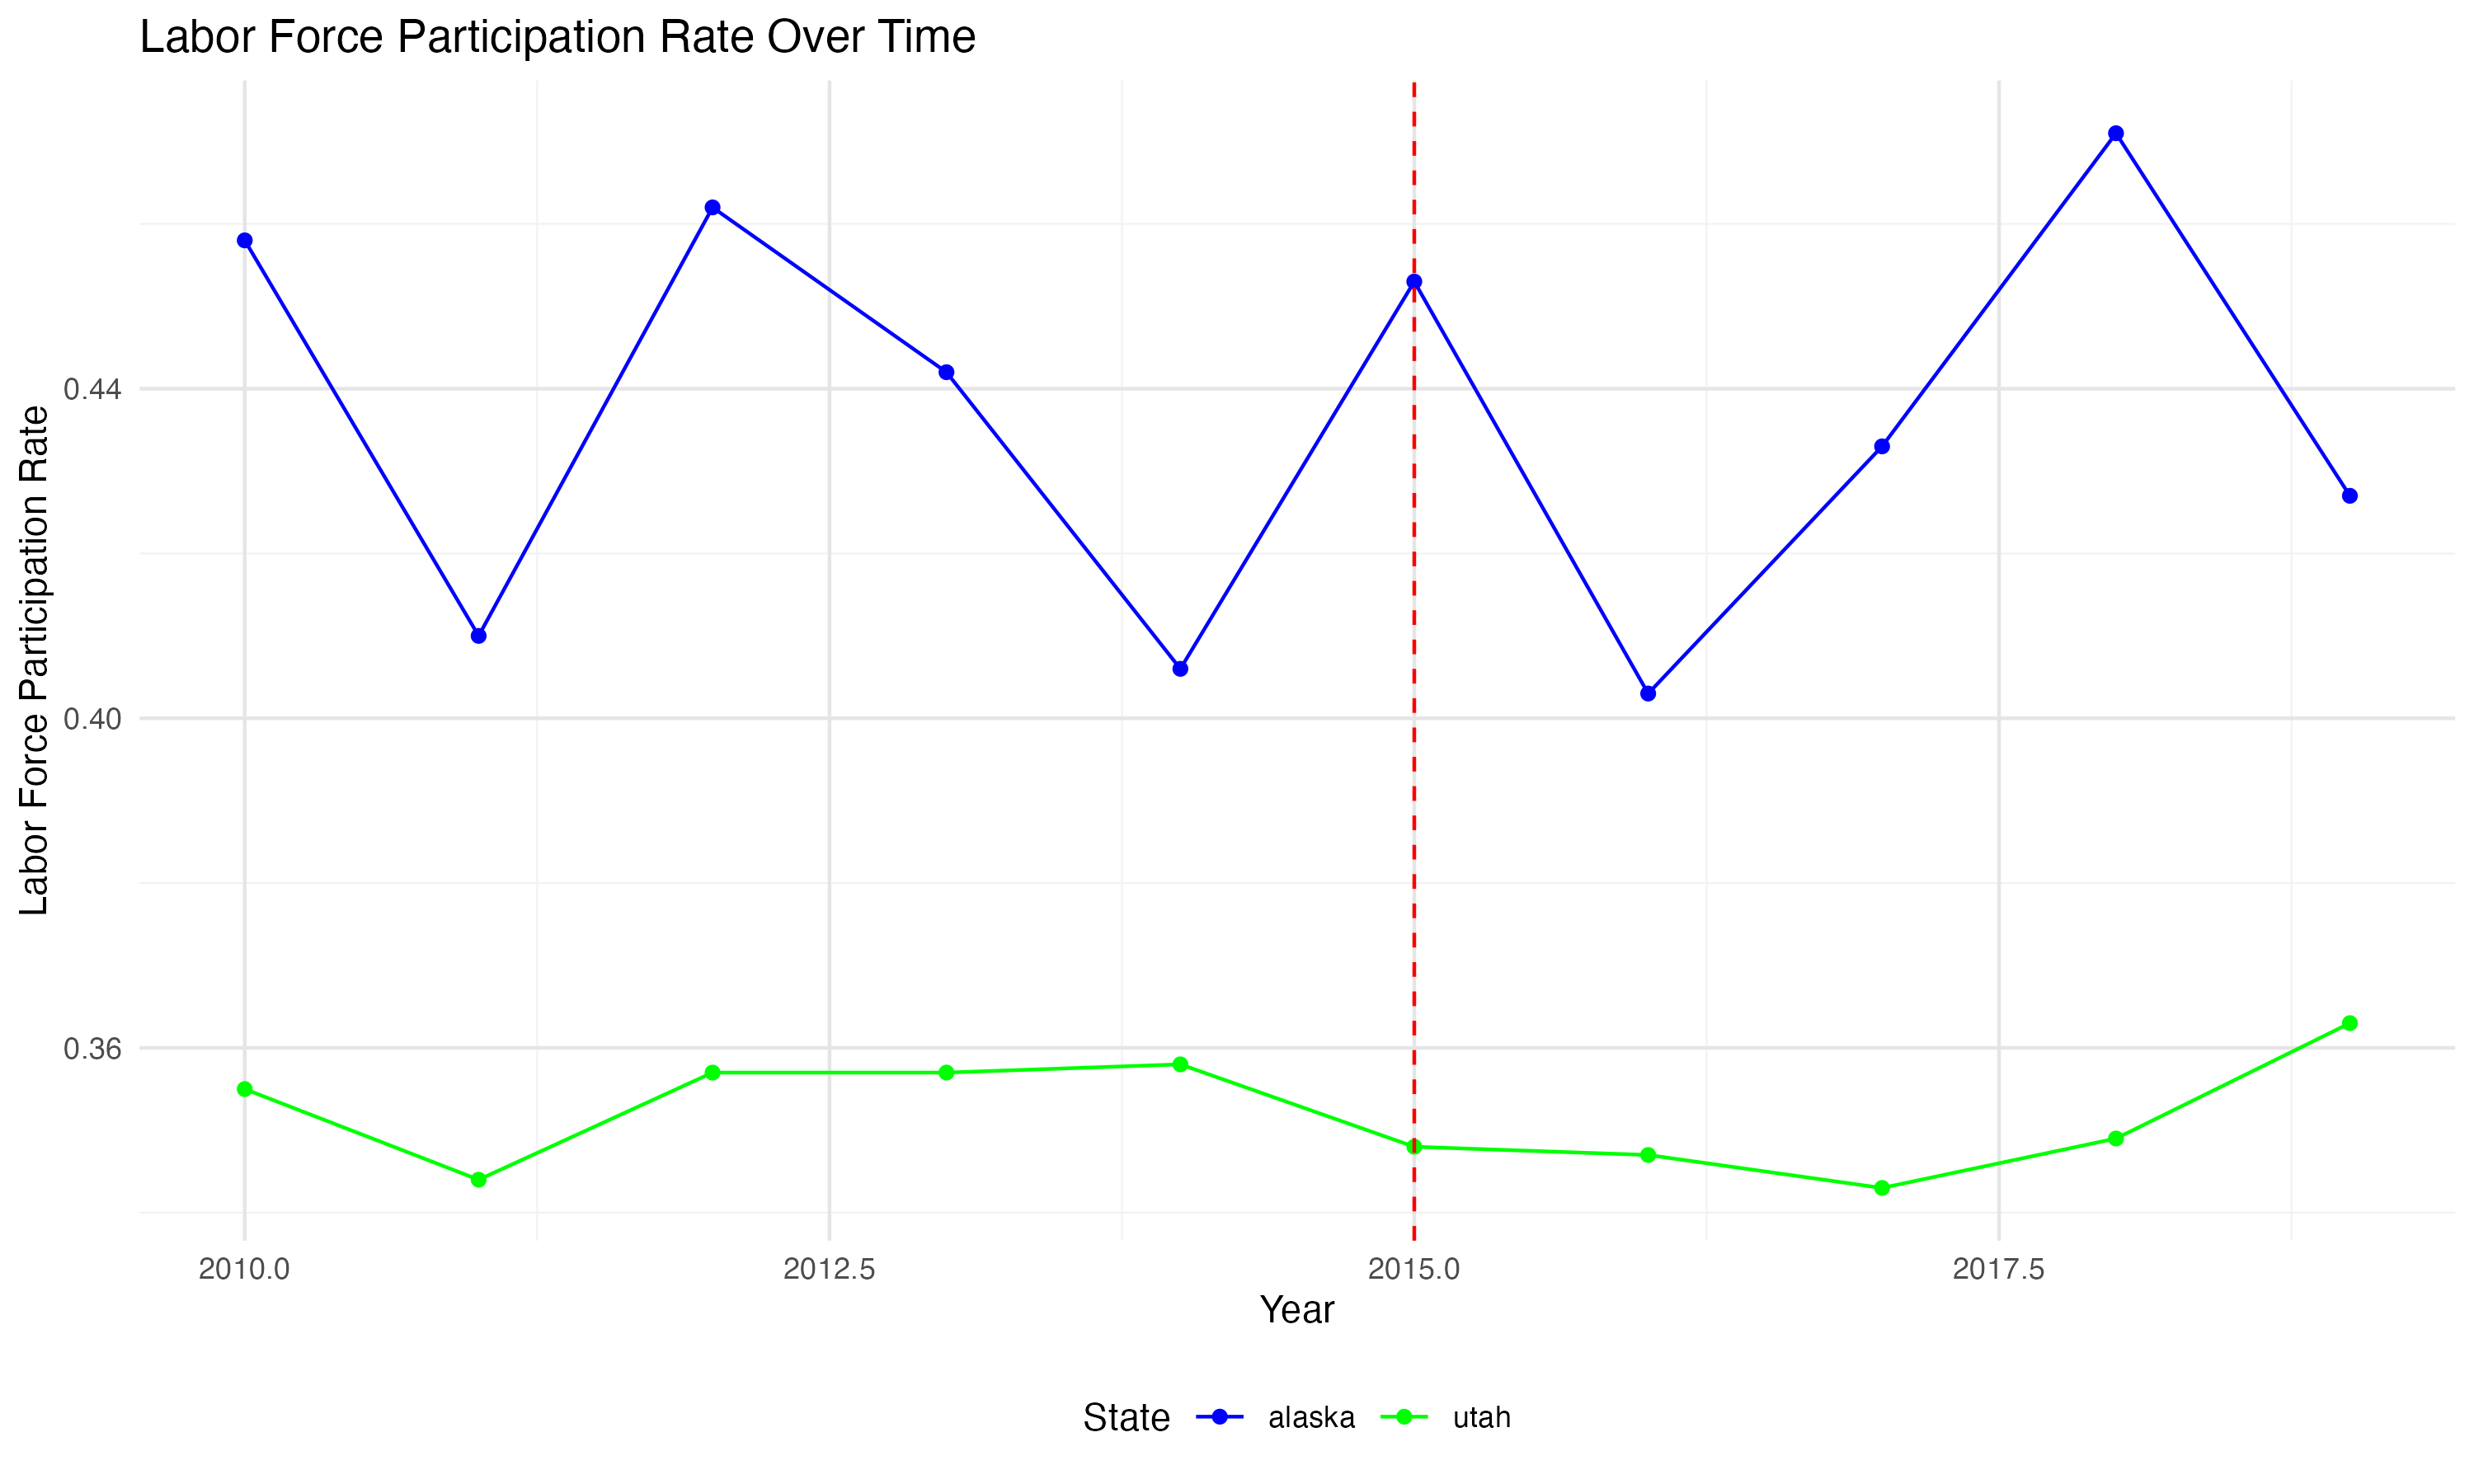 Labor Force Participation Rate Over Time
Labor Force Participation Rate
0.44
0.40
0.36
2010.0 2012.5 2015.0 2017.5
Year
State alaska utah